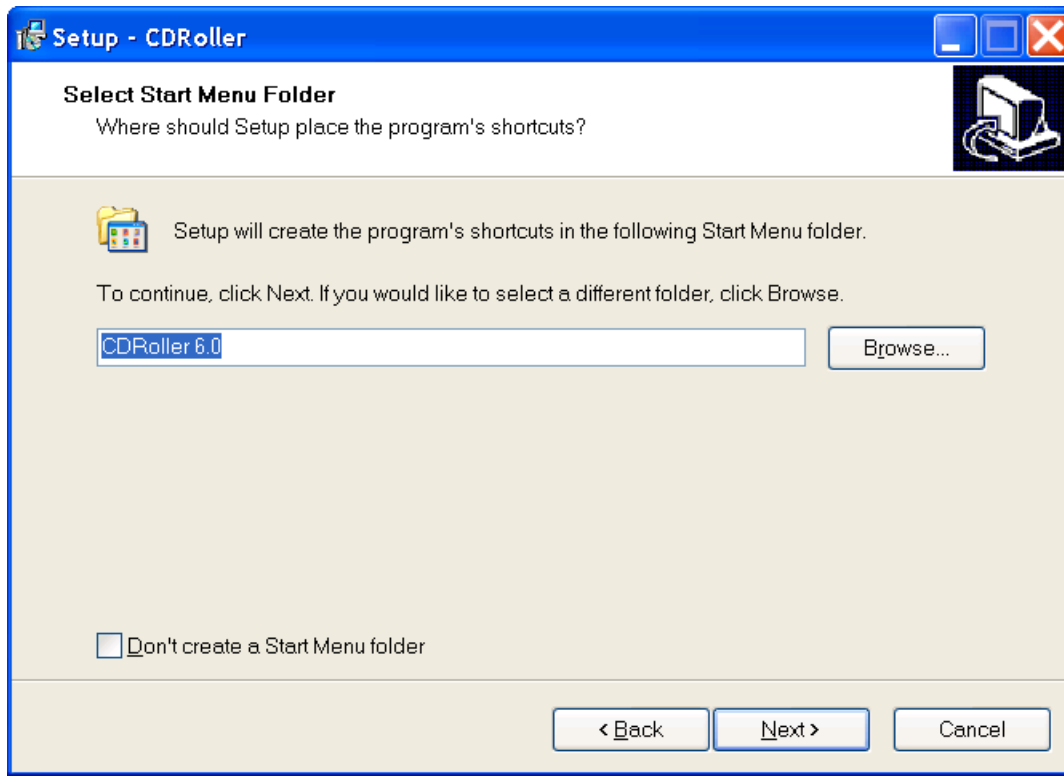 Setup - CDRoller
Select Start Menu Folder
Where should Setup place the program's shortcuts?
Setup will create the program's shortcuts in the following Start Menu folder.
To continue, click Next. If you would like to select a different folder, click Browse.
CDRoller 6.0
Browse...
Don't create a Start Menu folder
< Back
Next >
Cancel